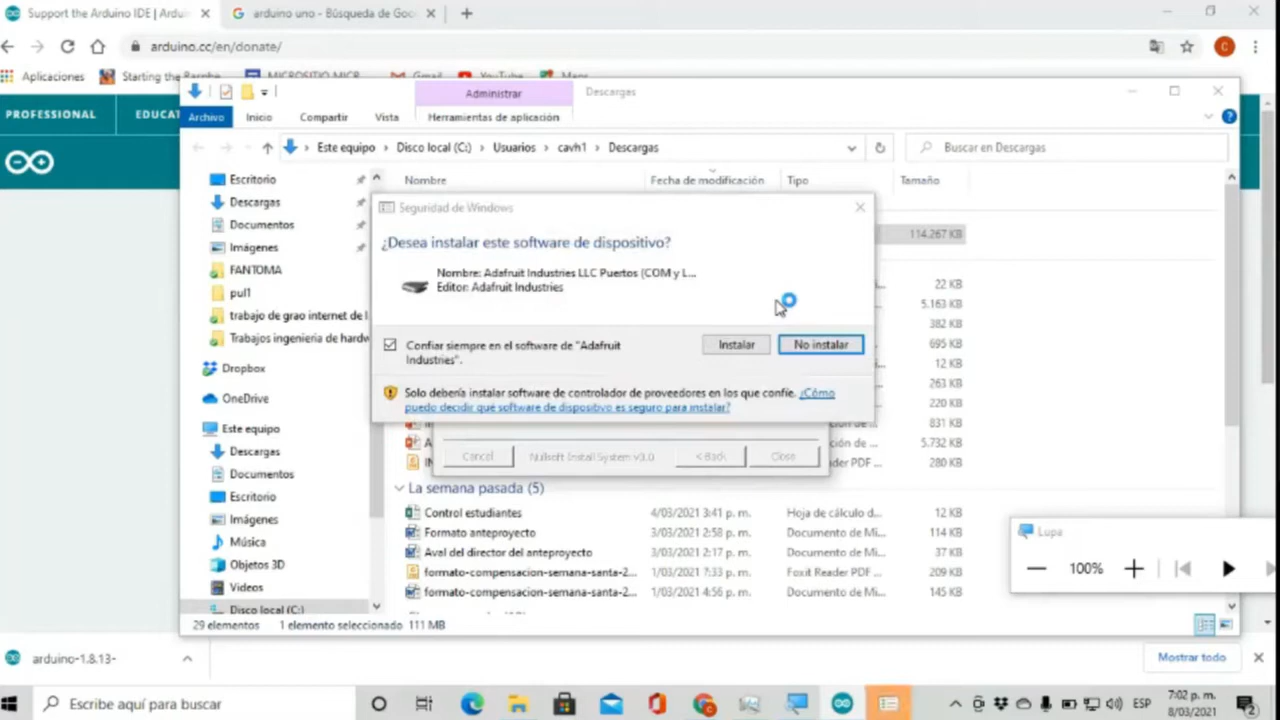 Support the Arduino IDE | Ardui
arduino uno - Búsqueda de Goo
arduino.cc/en/donate/
Aplicaciones
Starting the
MICROSITIO MICR
Gmail
YouTube
Maps
PROFESSIONAL
Administrar
Descargas
Archivo
Inicio
Compartir
Vista
Herramientas de aplicación
Este equipo > Disco local (C:) > Usuarios > cavh1 > Descargas
Buscar en Descargas
Nombre
Fecha de modificación
Tipo
Tamaño
Escritorio
Descargas
Documentos
Imágenes
FANTOMA
pul1
trabajo de grao internet de l
Trabajos ingenieria de hardw
Dropbox
OneDrive
Este equipo
Descargas
Documentos
Escritorio
Imágenes
Música
Objetos 3D
Videos
Disco local (C:)
Seguridad de Windows
¿Desea instalar este software de dispositivo?
Nombre: Adafruit Industries LLC Puertos (COM y L...
Editor: Adafruit Industries
Confiar siempre en el software de "Adafruit
Industries".
Instalar
No instalar
Solo debería instalar software de controlador de proveedores en los que confíe. ¿Cómo
puedo decidir qué software de dispositivo es seguro para instalar?
Cancel
Nullsoft Install System v3.0
< Back
Close
114.267 KB
22 KB
5.163 KB
382 KB
695 KB
12 KB
263 KB
220 KB
831 KB
ción de ...
5.732 KB
der PDF ...
280 KB
La semana pasada (5)
Control estudiantes 4/03/2021 3:41 p. m. Hoja de cálculo d... 12 KB
Formato anteproyecto 3/03/2021 2:58 p. m. Documento de Mi... 114 KB
Aval del director del anteproyecto 3/03/2021 2:17 p. m. Documento de Mi... 37 KB
formato-compensacion-semana-santa-2... 1/03/2021 7:33 p. m. Foxit Reader PDF ... 209 KB
formato-compensacion-semana-santa-2... 1/03/2021 4:56 p. m. Documento de Mi... 145 KB
29 elementos
1 elemento seleccionado 111 MB
Lupa
100%
arduino-1.8.13-
Mostrar todo
Escribe aquí para buscar
ESP
7:02 p. m.
8/03/2021
2